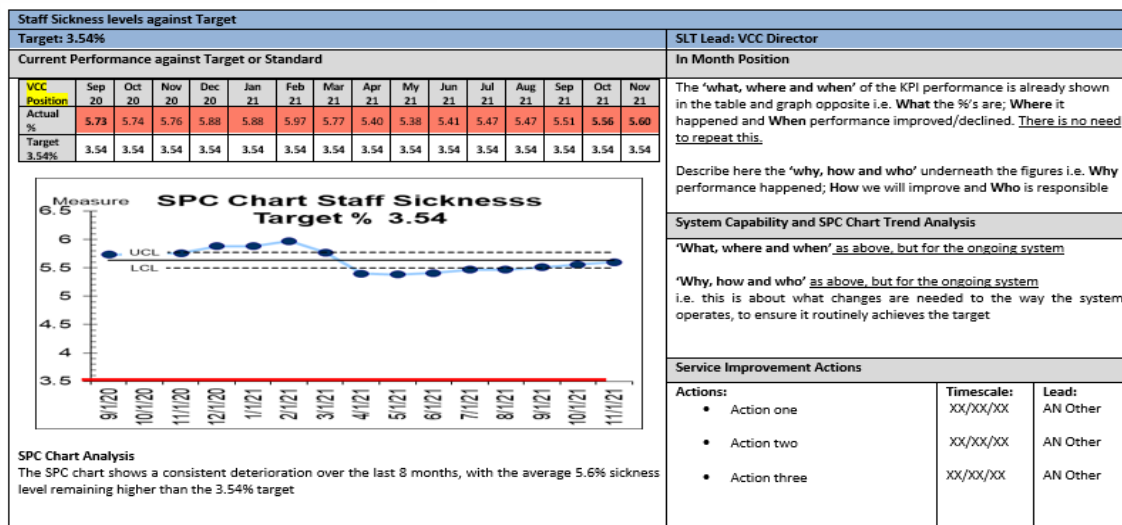 Staff Sickness levels against Target
Target: 3.54%
SLT Lead: VCC Director
Current Performance against Target or Standard
In Month Position
VCC Position Sep 20 Oct 20 Nov 20 Dec 20 Jan 21 Feb 21 Mar 21 Apr 21 My 21 Jun 21 Jul 21 Aug 21 Sep 21 Oct 21 Nov 21
Actual % 5.73 5.74 5.76 5.88 5.88 5.97 5.77 5.40 5.38 5.41 5.47 5.47 5.51 5.56 5.60
Target 3.54% 3.54 3.54 3.54 3.54 3.54 3.54 3.54 3.54 3.54 3.54 3.54 3.54 3.54 3.54 3.54
The 'what, where and when' of the KPI performance is already shown
in the table and graph opposite i.e. What the %'s are; Where it
happened and When performance improved/declined. There is no need
to repeat this.
Describe here the 'why, how and who' underneath the figures i.e. Why
performance happened; How we will improve and Who is responsible
Measure
SPC Chart Staff Sicknesss
Target % 3.54
6.5
6
5.5
5
4.5
4
3.5
UCL
LCL
9/1/20 10/1/20 11/1/20 12/1/20 1/1/21 2/1/21 3/1/21 4/1/21 5/1/21 6/1/21 7/1/21 8/1/21 9/1/21 10/1/21 11/1/21
System Capability and SPC Chart Trend Analysis
'What, where and when' as above, but for the ongoing system
'Why, how and who' as above, but for the ongoing system
i.e. this is about what changes are needed to the way the system
operates, to ensure it routinely achieves the target
SPC Chart Analysis
The SPC chart shows a consistent deterioration over the last 8 months, with the average 5.6% sickness
level remaining higher than the 3.54% target
Service Improvement Actions
Actions: Timescale: Lead:
• Action one XX/XX/XX AN Other
• Action two XX/XX/XX AN Other
• Action three XX/XX/XX AN Other